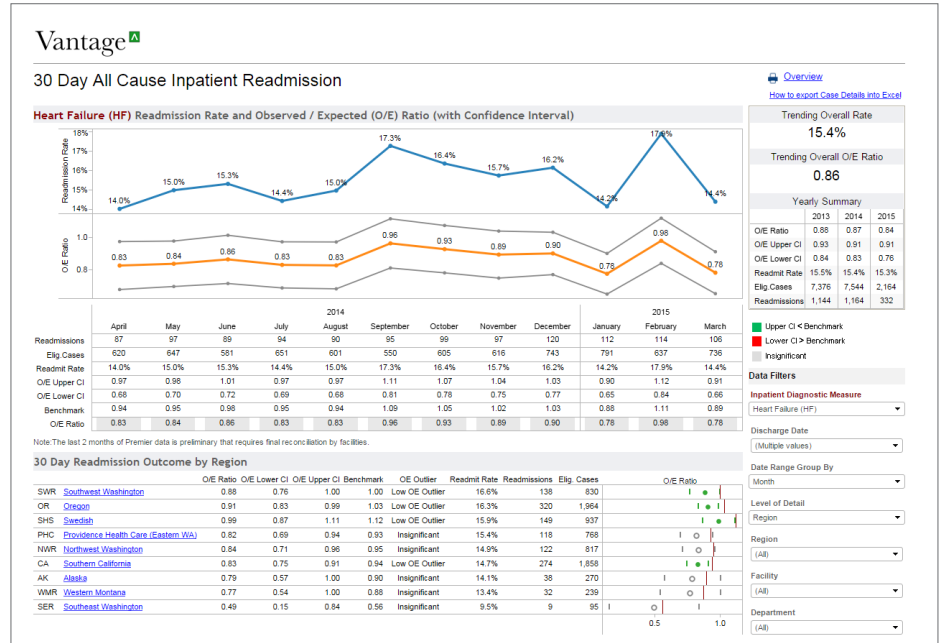 Vantage
30 Day All Cause Inpatient Readmission
Overview
How to export Case Details into Excel
Heart Failure (HF) Readmission Rate and Observed / Expected (O/E) Ratio (with Confidence Interval)
Readmission Rate
18%
17%
16%
15%
14%
14.0% 15.0% 15.3% 14.4% 15.0% 17.3% 16.4% 15.7% 16.2% 14.2% 17.9% 14.4%
O/E Ratio
1.0
0.8
0.83 0.84 0.86 0.83 0.83 0.96 0.93 0.89 0.90 0.78 0.98 0.78
2014 2015
April May June July August September October November December January February March
Readmissions 87 97 89 94 90 95 99 97 120 112 114 106
Elig.Cases 620 647 581 651 601 550 605 616 743 791 637 736
Readmit Rate 14.0% 15.0% 15.3% 14.4% 15.0% 17.3% 16.4% 15.7% 16.2% 14.2% 17.9% 14.4%
O/E Upper CI 0.97 0.98 1.01 0.97 0.97 1.11 1.07 1.04 1.03 0.90 1.12 0.91
O/E Lower CI 0.68 0.70 0.72 0.69 0.68 0.81 0.78 0.75 0.77 0.65 0.84 0.66
Benchmark 0.94 0.95 0.98 0.95 0.94 1.09 1.05 1.02 1.03 0.88 1.11 0.89
O/E Ratio 0.83 0.84 0.86 0.83 0.83 0.96 0.93 0.89 0.90 0.78 0.98 0.78
Note:The last 2 months of Premier data is preliminary that requires final reconciliation by facilities.
30 Day Readmission Outcome by Region
O/E Ratio O/E Lower CI O/E Upper CI Benchmark OE Outlier Readmit Rate Readmissions Elig. Cases O/E Ratio
SWR Southwest Washington 0.88 0.76 1.00 1.00 Low OE Outlier 16.6% 138 830
OR Oregon 0.91 0.83 0.99 1.03 Low OE Outlier 16.3% 320 1,964
SHS Swedish 0.99 0.87 1.11 1.12 Low OE Outlier 15.9% 149 937
PHC Providence Health Care (Eastern WA) 0.82 0.69 0.94 0.93 Insignificant 15.4% 118 768
NWR Northwest Washington 0.84 0.71 0.96 0.95 Insignificant 14.9% 122 817
CA Southern California 0.83 0.75 0.91 0.94 Low OE Outlier 14.7% 274 1,858
AK Alaska 0.79 0.57 1.00 0.90 Insignificant 14.1% 38 270
WMR Western Montana 0.77 0.54 1.00 0.88 Insignificant 13.4% 32 239
SER Southeast Washington 0.49 0.15 0.84 0.56 Insignificant 9.5% 9 95
0.5 1.0
Trending Overall Rate
15.4%
Trending Overall O/E Ratio
0.86
Yearly Summary
2013 2014 2015
O/E Ratio 0.88 0.87 0.84
O/E Upper CI 0.93 0.91 0.91
O/E Lower CI 0.84 0.83 0.76
Readmit Rate 15.5% 15.4% 15.3%
Elig.Cases 7,376 7,544 2,164
Readmissions 1,144 1,164 332
Upper CI < Benchmark
Lower CI > Benchmark
Insignificant
Data Filters
Inpatient Diagnostic Measure
Heart Failure (HF)
Discharge Date
(Multiple values)
Date Range Group By
Month
Level of Detail
Region
Region
(All)
Facility
(All)
Department
(All)